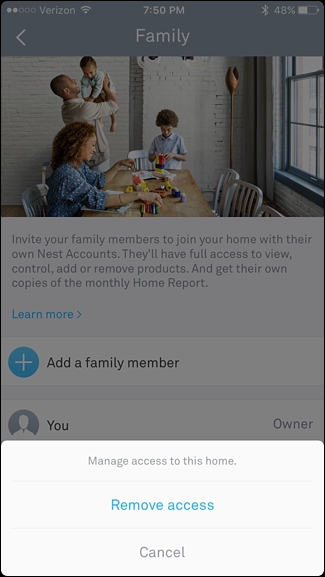 Verizon 7:50 PM 48%
Family
Invite your family members to join your home with their
own Nest Accounts. They'll have full access to view,
control, add or remove products. And get their own
copies of the monthly Home Report.
Learn more >
Add a family member
You Owner
Manage access to this home.
Remove access
Cancel